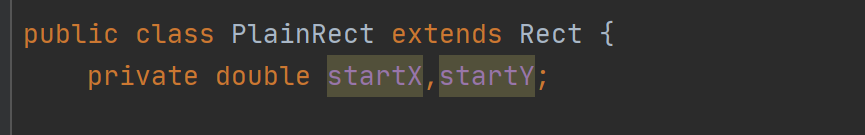 public class PlainRect extends Rect {
private double startX,startY;